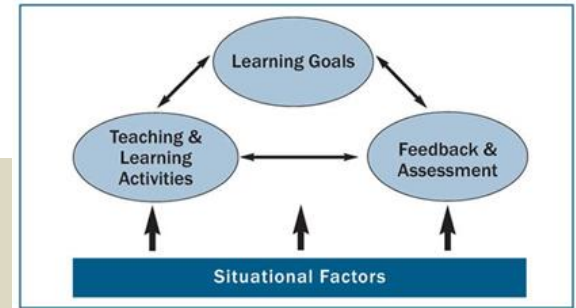 Learning Goals
Teaching &
Learning
Activities
Feedback &
Assessment
Situational Factors